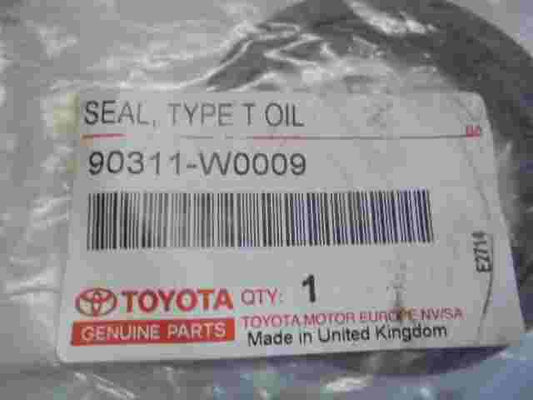 SEAL, TYPE T OIL
90311-W0009
E2714
TOYOTA QTY: 1
GENUINE PARTS
TOYOTA MOTOR EUROPE NV/SA
Made in United Kingdom